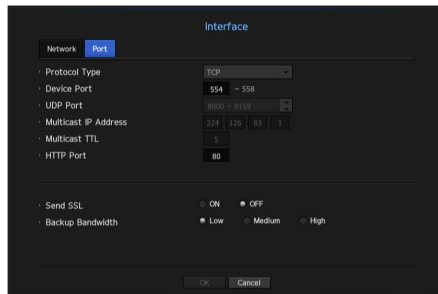 Interface
Network Port
· Protocol Type TCP
· Device Port 554 ~ 558
· UDP Port 8000 ~ 8159
· Multicast IP Address 224 126 63 1
· Multicast TTL 5
· HTTP Port 80
· Send SSL ON OFF
· Backup Bandwidth Low Medium High
OK Cancel